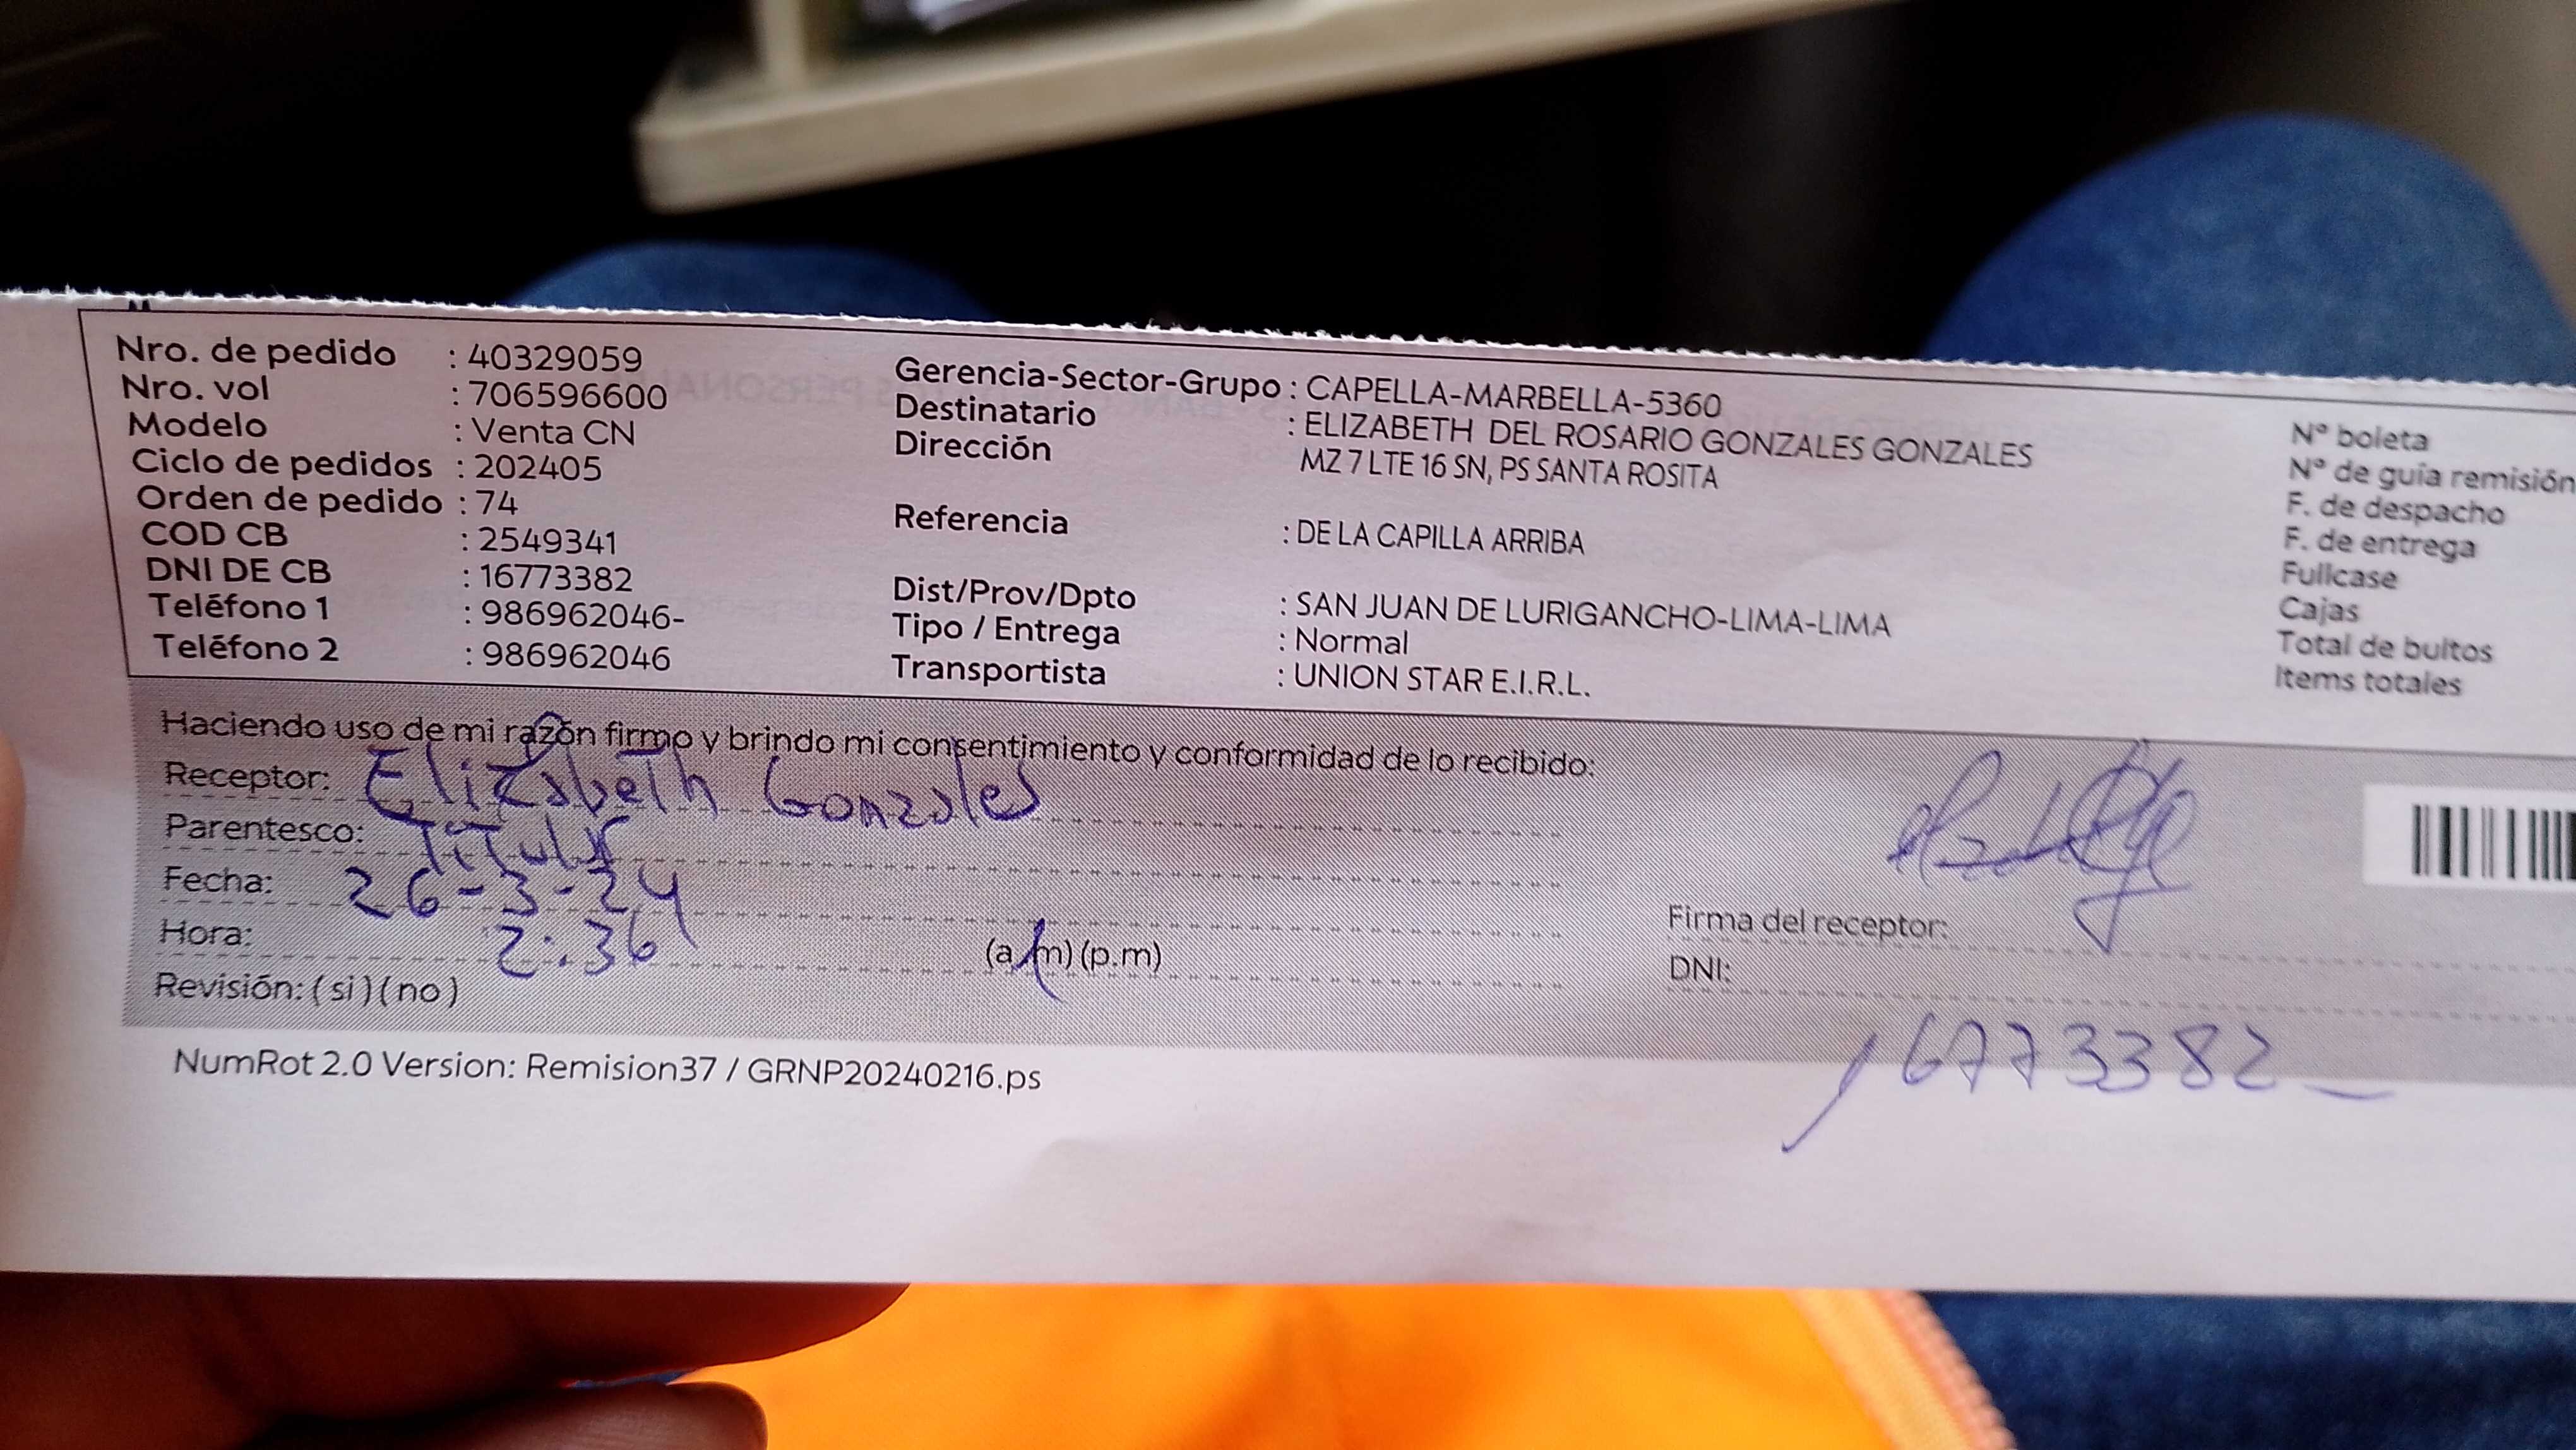 Nro. de pedido : 40329059
Nro. vol : 706596600
Modelo : Venta CN
Ciclo de pedidos : 202405
Orden de pedido : 74
COD CB : 2549341
DNI DE CB : 16773382
Teléfono 1 : 986962046-
Teléfono 2 : 986962046
Gerencia-Sector-Grupo : CAPELLA-MARBELLA-5360
Destinatario : ELIZABETH DEL ROSARIO GONZALES GONZALES
Dirección MZ 7 LTE 16 SN, PS SANTA ROSITA
Referencia : DE LA CAPILLA ARRIBA
Dist/Prov/Dpto : SAN JUAN DE LURIGANCHO-LIMA-LIMA
Tipo / Entrega : Normal
Transportista : UNION STAR E.I.R.L.
N° boleta
N° de guía remisión
F. de despacho
F. de entrega
Fullcase
Cajas
Total de bultos
Items totales
Haciendo uso de mi razón firmo y brindo mi consentimiento y conformidad de lo recibido:
Receptor: Elizabeth Gonzales
Parentesco: Titular
Fecha: 26-3-24
Hora: 2:36 (a.m) (p.m)
Revisión: ( si ) ( no )
Firma del receptor:
DNI:
16773382
NumRot 2.0 Version: Remision37 / GRNP20240216.ps